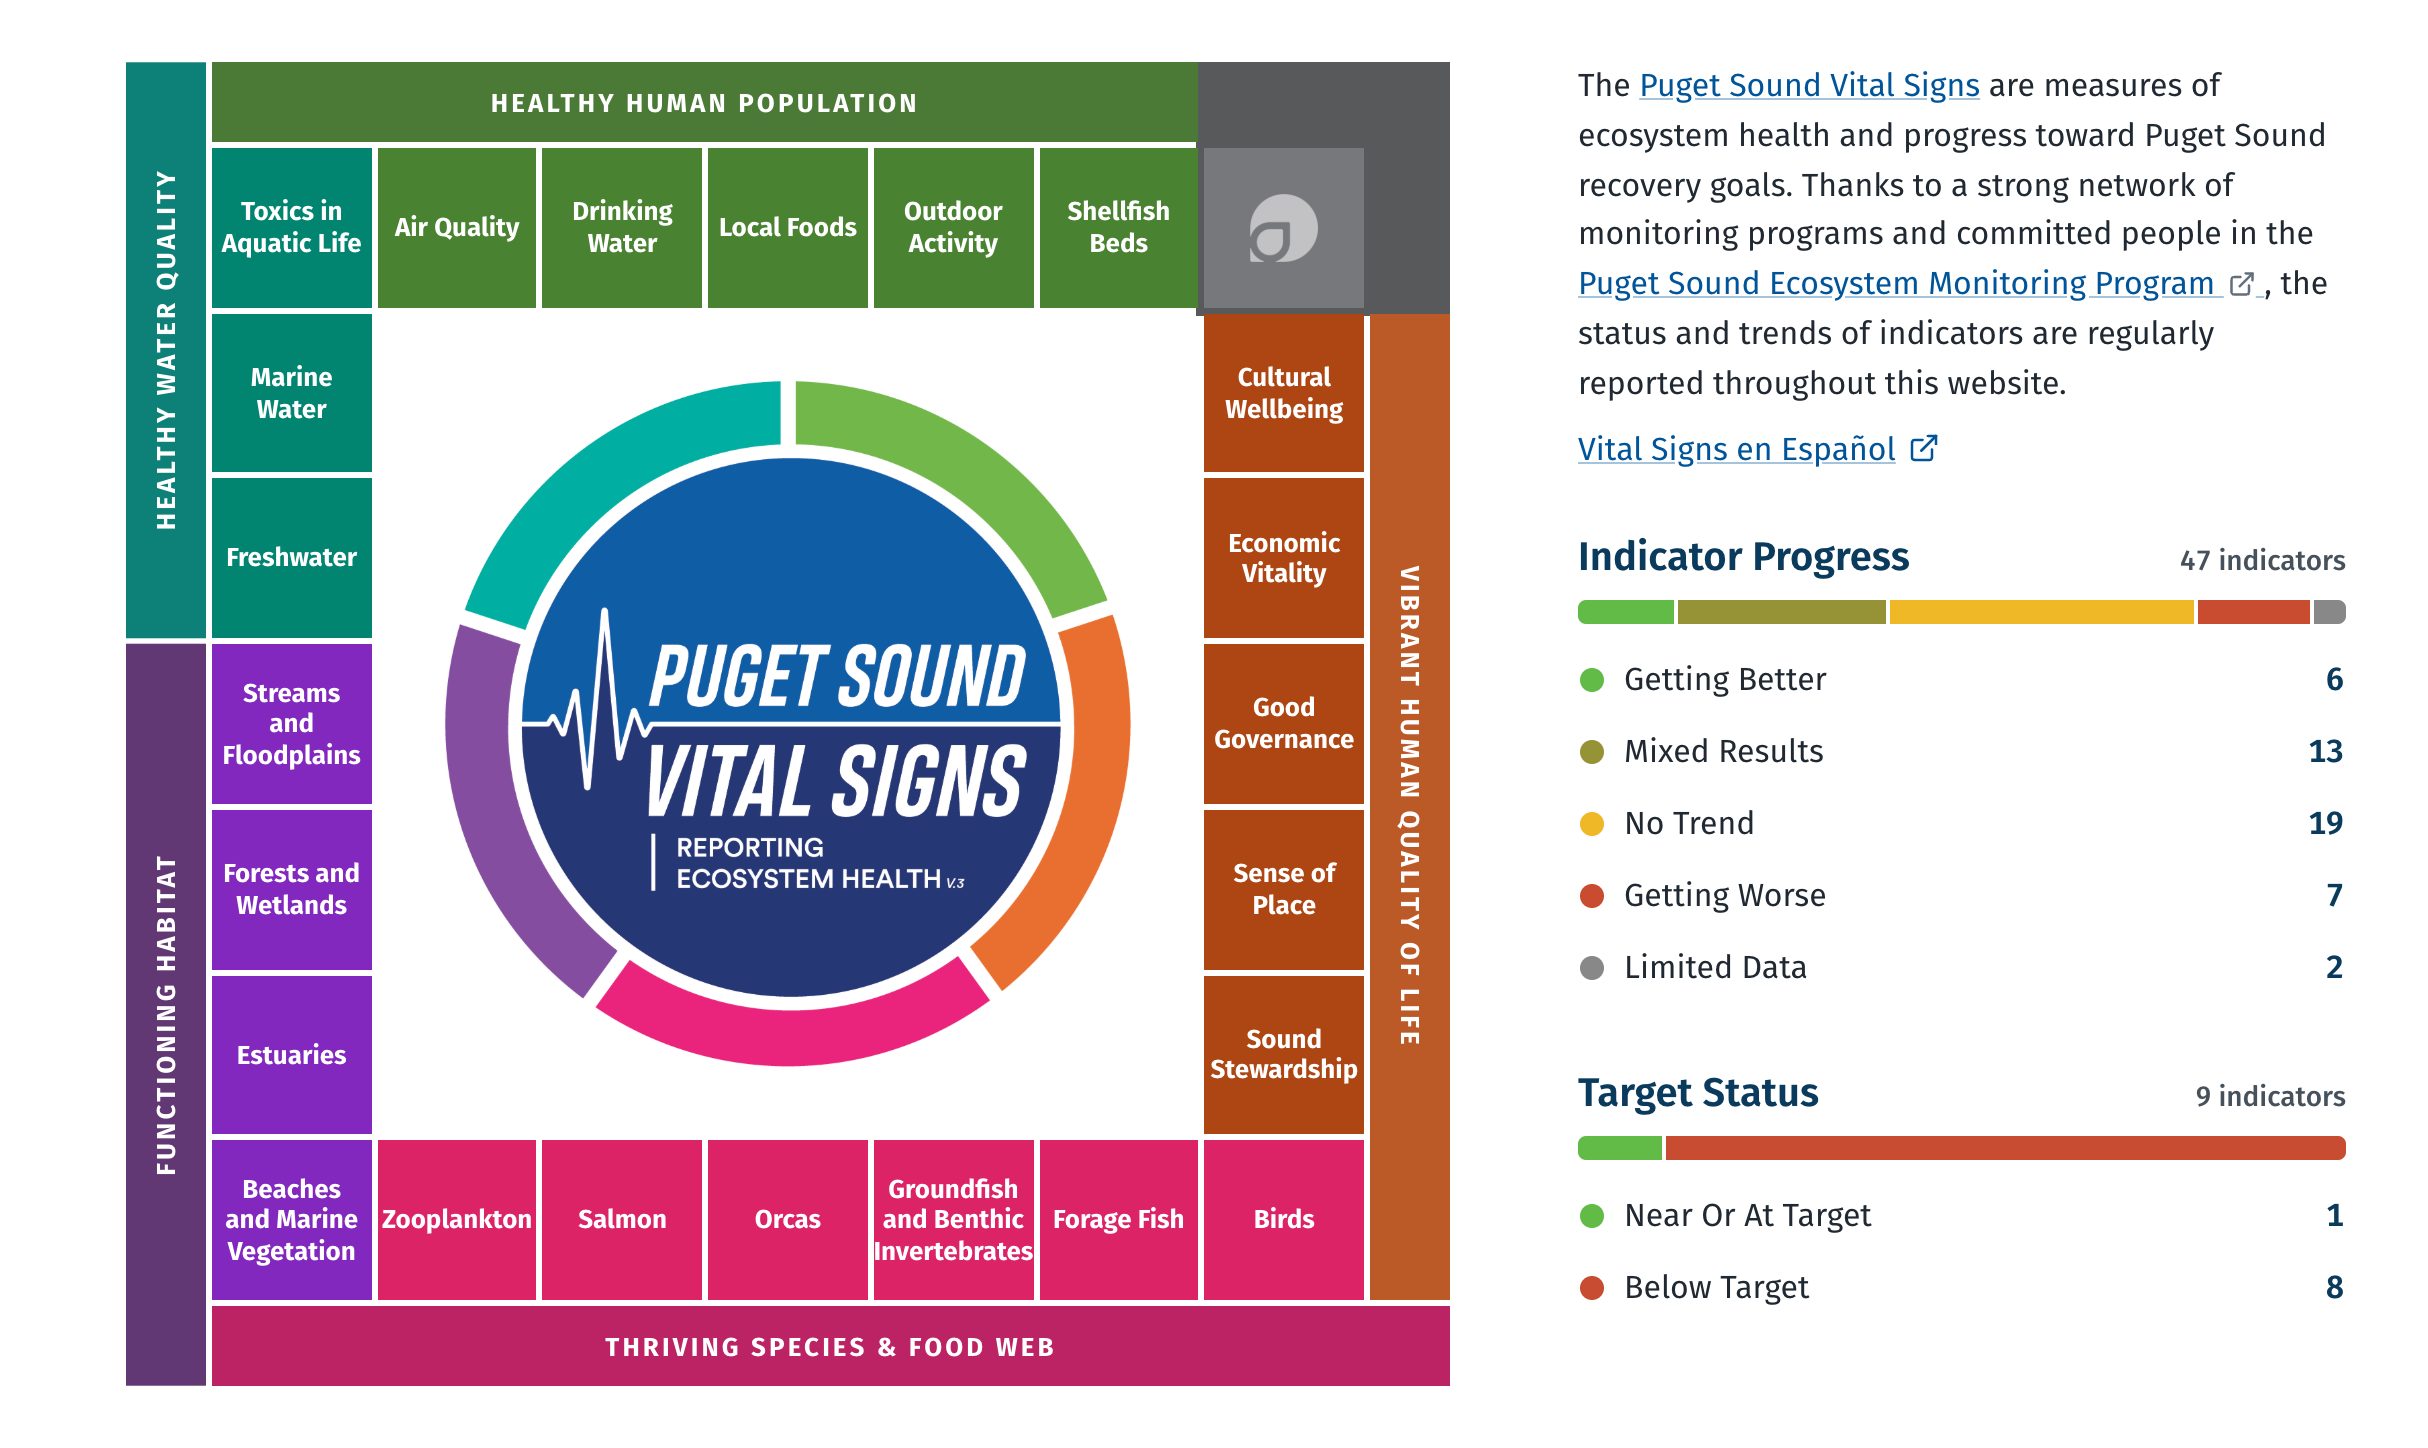 HEALTHY HUMAN POPULATION
HEALTHY WATER QUALITY
Toxics in
Aquatic Life
Air Quality
Drinking
Water
Local Foods
Outdoor
Activity
Shellfish
Beds
Marine
Water
Freshwater
FUNCTIONING HABITAT
Streams
and
Floodplains
Forests and
Wetlands
Estuaries
Beaches
and Marine
Vegetation
PUGET SOUND
VITAL SIGNS
REPORTING
ECOSYSTEM HEALTH V.3
Cultural
Wellbeing
Economic
Vitality
Good
Governance
Sense of
Place
Sound
Stewardship
VIBRANT HUMAN QUALITY OF LIFE
Zooplankton
Salmon
Orcas
Groundfish
and Benthic
Invertebrates
Forage Fish
Birds
THRIVING SPECIES & FOOD WEB
The Puget Sound Vital Signs are measures of
ecosystem health and progress toward Puget Sound
recovery goals. Thanks to a strong network of
monitoring programs and committed people in the
Puget Sound Ecosystem Monitoring Program , the
status and trends of indicators are regularly
reported throughout this website.
Vital Signs en Español
Indicator Progress 47 indicators
Getting Better 6
Mixed Results 13
No Trend 19
Getting Worse 7
Limited Data 2
Target Status 9 indicators
Near Or At Target 1
Below Target 8